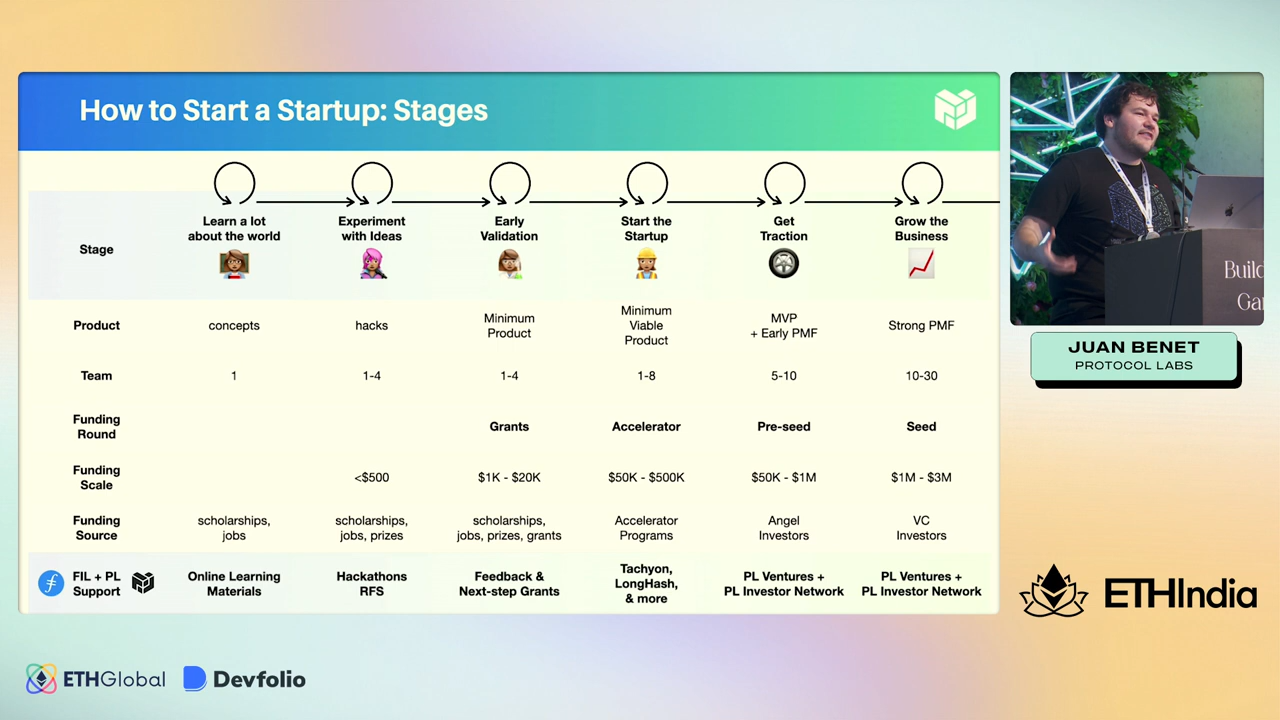 How to Start a Startup: Stages
Stage
Learn a lot
about the world
Experiment
with Ideas
Early
Validation
Start the
Startup
Get
Traction
Grow the
Business
Product
concepts
hacks
Minimum
Product
Minimum
Viable
Product
MVP
+ Early PMF
Strong PMF
Team
1
1-4
1-4
1-8
5-10
10-30
Funding
Round
Grants
Accelerator
Pre-seed
Seed
Funding
Scale
<$500
$1K - $20K
$50K - $500K
$50K - $1M
$1M - $3M
Funding
Source
scholarships,
jobs
scholarships,
jobs, prizes
scholarships,
jobs, prizes, grants
Accelerator
Programs
Angel
Investors
VC
Investors
FIL + PL
Support
Online Learning
Materials
Hackathons
RFS
Feedback &
Next-step Grants
Tachyon,
LongHash,
& more
PL Ventures +
PL Investor Network
PL Ventures +
PL Investor Network
Build
Ga
JUAN BENET
PROTOCOL LABS
ETHIndia
ETHGlobal
Devfolio